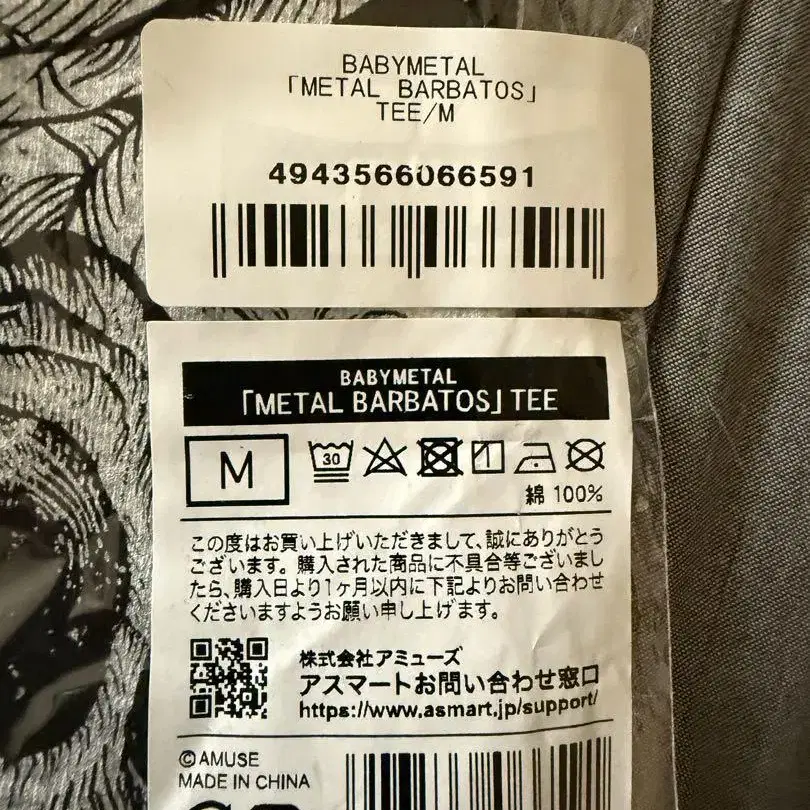 BABYMETAL
「METAL BARBATOS」
TEE/M
4943566066591
BABYMETAL
「METAL BARBATOS」TEE
M
30
綿 100%
この度はお買い上げいただきまして、誠にありがとう
ございます。購入された商品に不具合等ございまし
たら、購入日より1ヶ月以内に下記よりお問い合わせ
くださいますようお願い申し上げます。
株式会社アミューズ
アスマートお問い合わせ窓口
https://www.asmart.jp/support/
©AMUSE
MADE IN CHINA